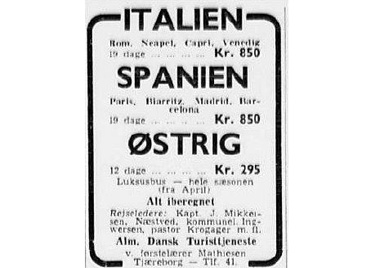 ITALIEN
Rom, Neapel, Capri, Venedig
19 dage ... ... ... ... Kr. 850
SPANIEN
Paris, Biarritz, Madrid, Bar-
celona
19 dage ... ... ... ... Kr. 850
ØSTRIG
12 dage ... ... ... ... Kr. 295
Luksusbus — hele sæsonen
(fra April)
Alt iberegnet
Rejseledere: Kapt. J. Mikkel-
sen, Næstved, kommunel. Ing-
wersen, pastor Krogager m. fl.
Alm. Dansk Turisttjeneste
v. førstelærer Mathiesen
Tjæreborg — Tlf. 41.